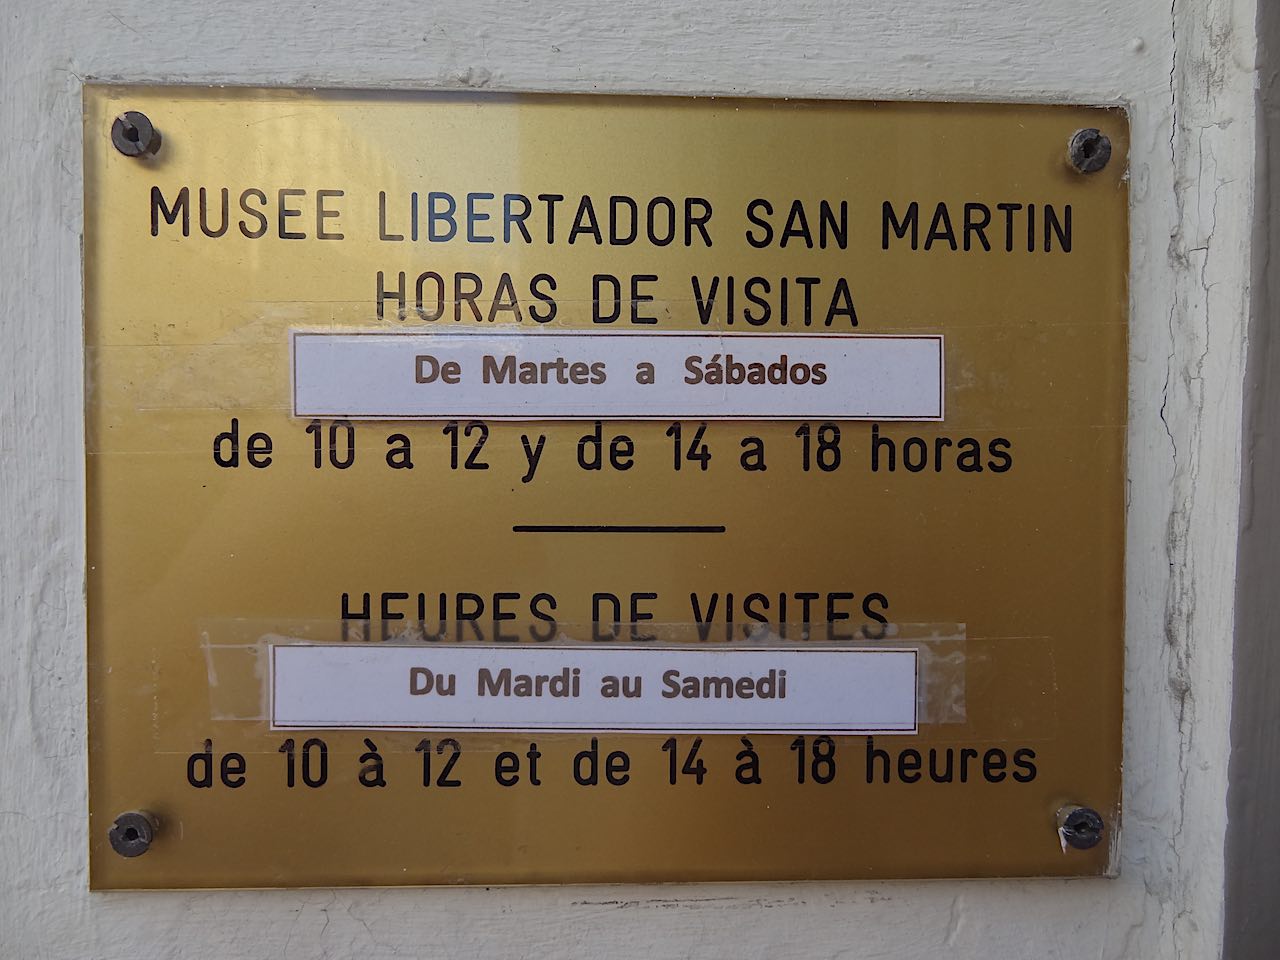 MUSEE LIBERTADOR SAN MARTIN
HORAS DE VISITA
De Martes a Sábados
de 10 a 12 y de 14 a 18 horas
HEURES DE VISITES
Du Mardi au Samedi
de 10 à 12 et de 14 à 18 heures